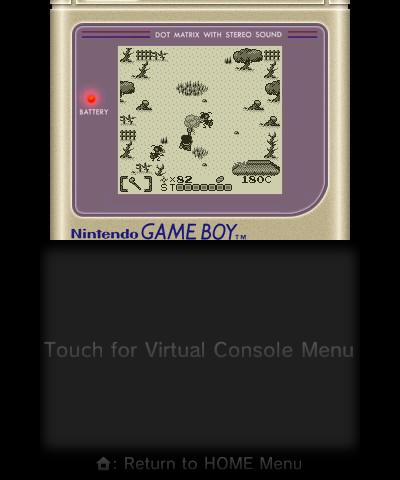 DOT MATRIX WITH STEREO SOUND
BATTERY
×82
180C
ST
Nintendo GAME BOY™
Touch for Virtual Console Menu
: Return to HOME Menu